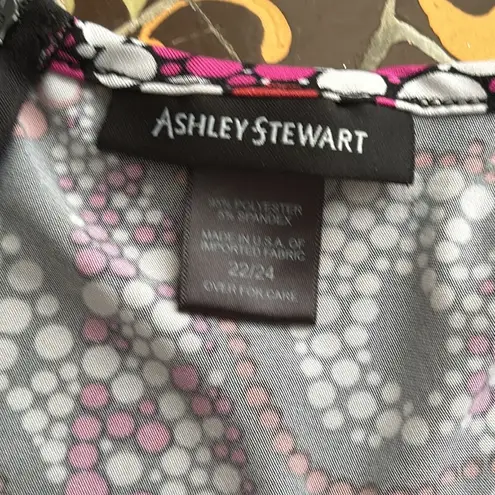 ASHLEY STEWART
95% POLYESTER
5% SPANDEX
MADE IN U.S.A. OF
IMPORTED FABRIC
22/24
OVER FOR CARE